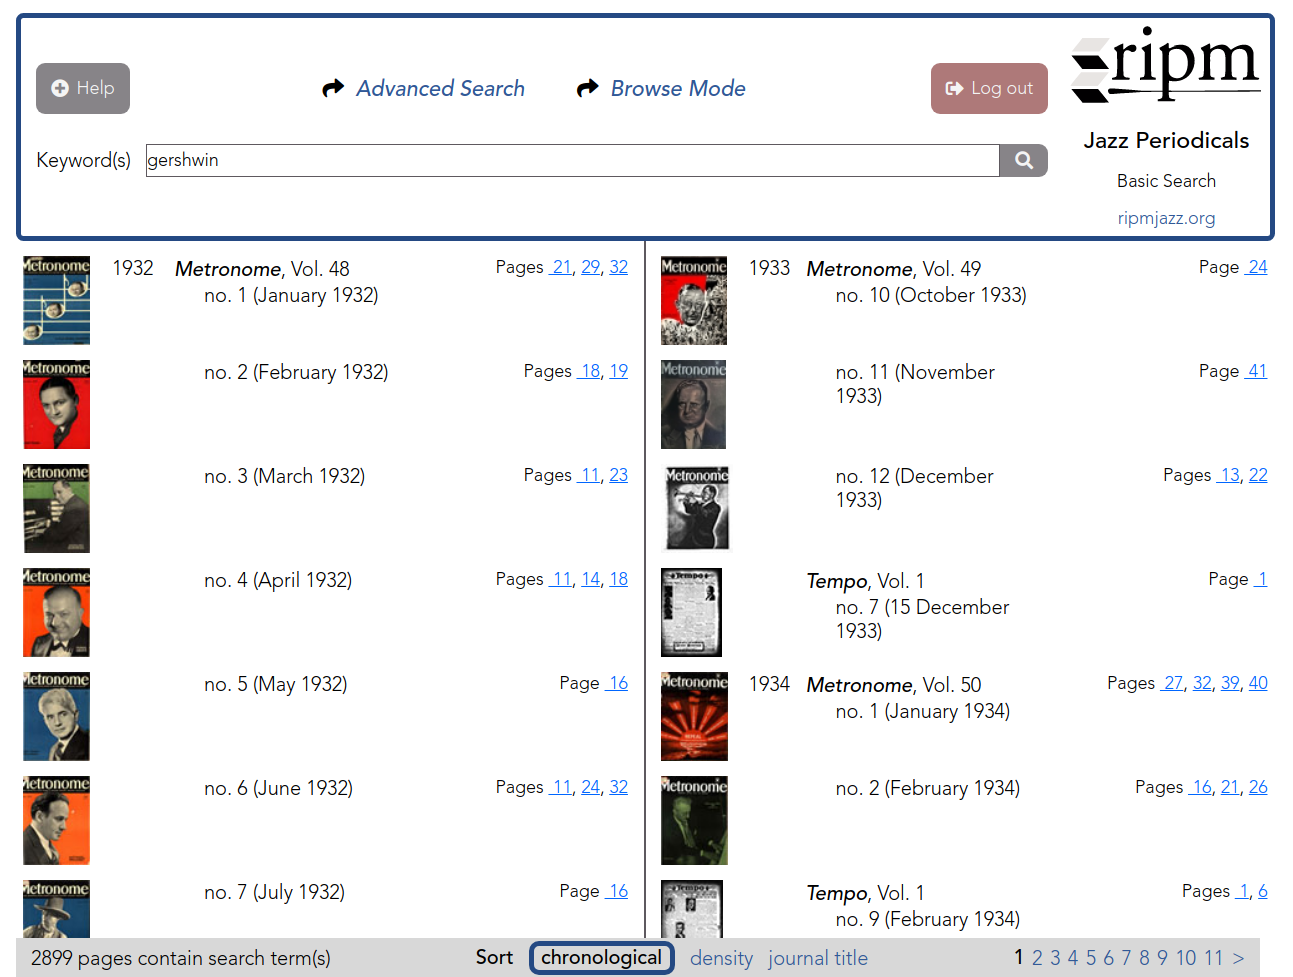 Help
Advanced Search
Browse Mode
Log out
ripm
Keyword(s)
gershwin
Jazz Periodicals
Basic Search
ripmjazz.org
Metronome
1932 Metronome, Vol. 48
no. 1 (January 1932)
Pages 21, 29, 32
Metronome
no. 2 (February 1932)
Pages 18, 19
Metronome
no. 3 (March 1932)
Pages 11, 23
Metronome
no. 4 (April 1932)
Pages 11, 14, 18
Metronome
no. 5 (May 1932)
Page 16
Metronome
no. 6 (June 1932)
Pages 11, 24, 32
Metronome
no. 7 (July 1932)
Page 16
Metronome
1933 Metronome, Vol. 49
no. 10 (October 1933)
Page 24
Metronome
no. 11 (November
1933)
Page 41
Metronome
no. 12 (December
1933)
Pages 13, 22
Tempo
Tempo, Vol. 1
no. 7 (15 December
1933)
Page 1
Metronome
1934 Metronome, Vol. 50
no. 1 (January 1934)
Pages 27, 32, 39, 40
Metronome
no. 2 (February 1934)
Pages 16, 21, 26
Tempo
Tempo, Vol. 1
no. 9 (February 1934)
Pages 1, 6
2899 pages contain search term(s)
Sort chronological density journal title
1 2 3 4 5 6 7 8 9 10 11 >